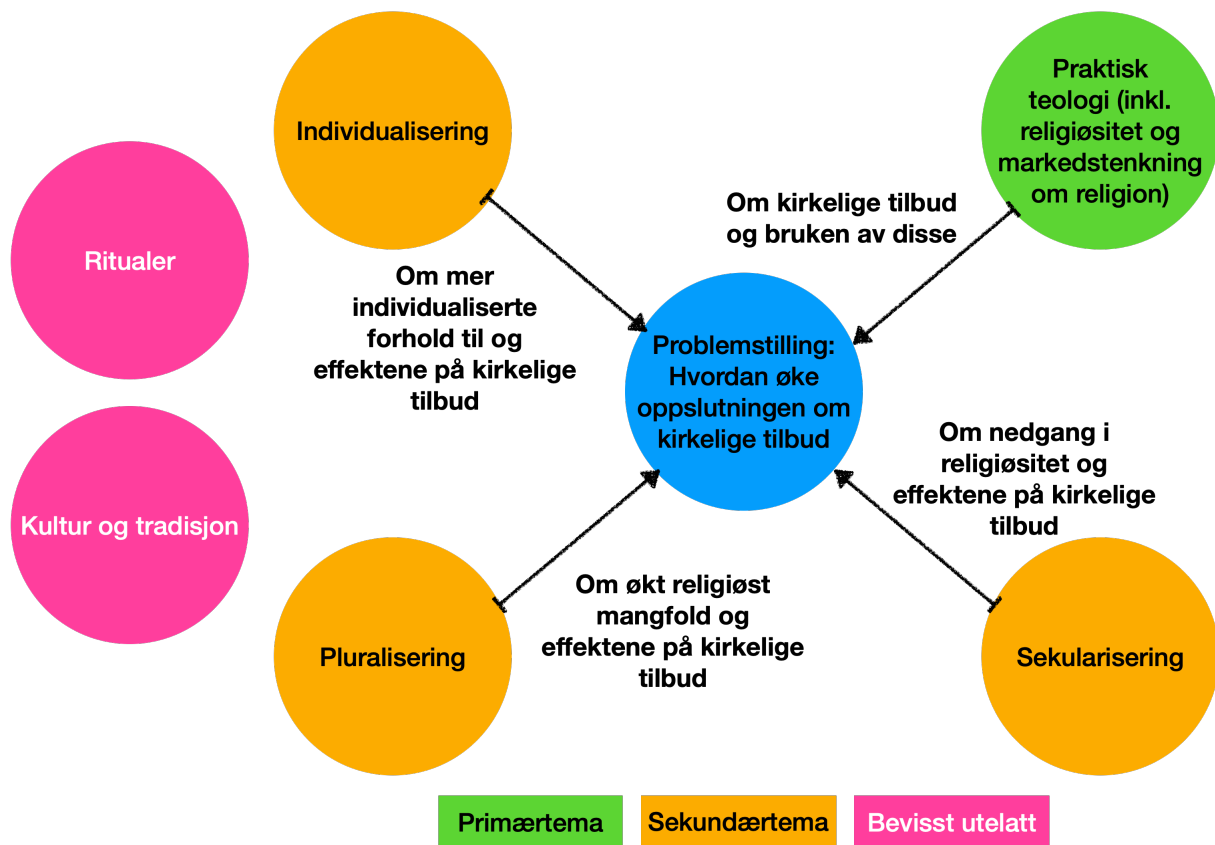 Individualisering
Praktisk
teologi (inkl.
religiøsitet og
markedstenkning
om religion)
Ritualer
Om kirkelige tilbud
og bruken av disse
Om mer
individualiserte
forhold til og
effektene på kirkelige
tilbud
Problemstilling:
Hvordan øke
oppslutningen om
kirkelige tilbud
Kultur og tradisjon
Om nedgang i
religiøsitet og
effektene på kirkelige
tilbud
Pluralisering
Om økt religiøst
mangfold og
effektene på kirkelige
tilbud
Sekularisering
Primærtema
Sekundærtema
Bevisst utelatt